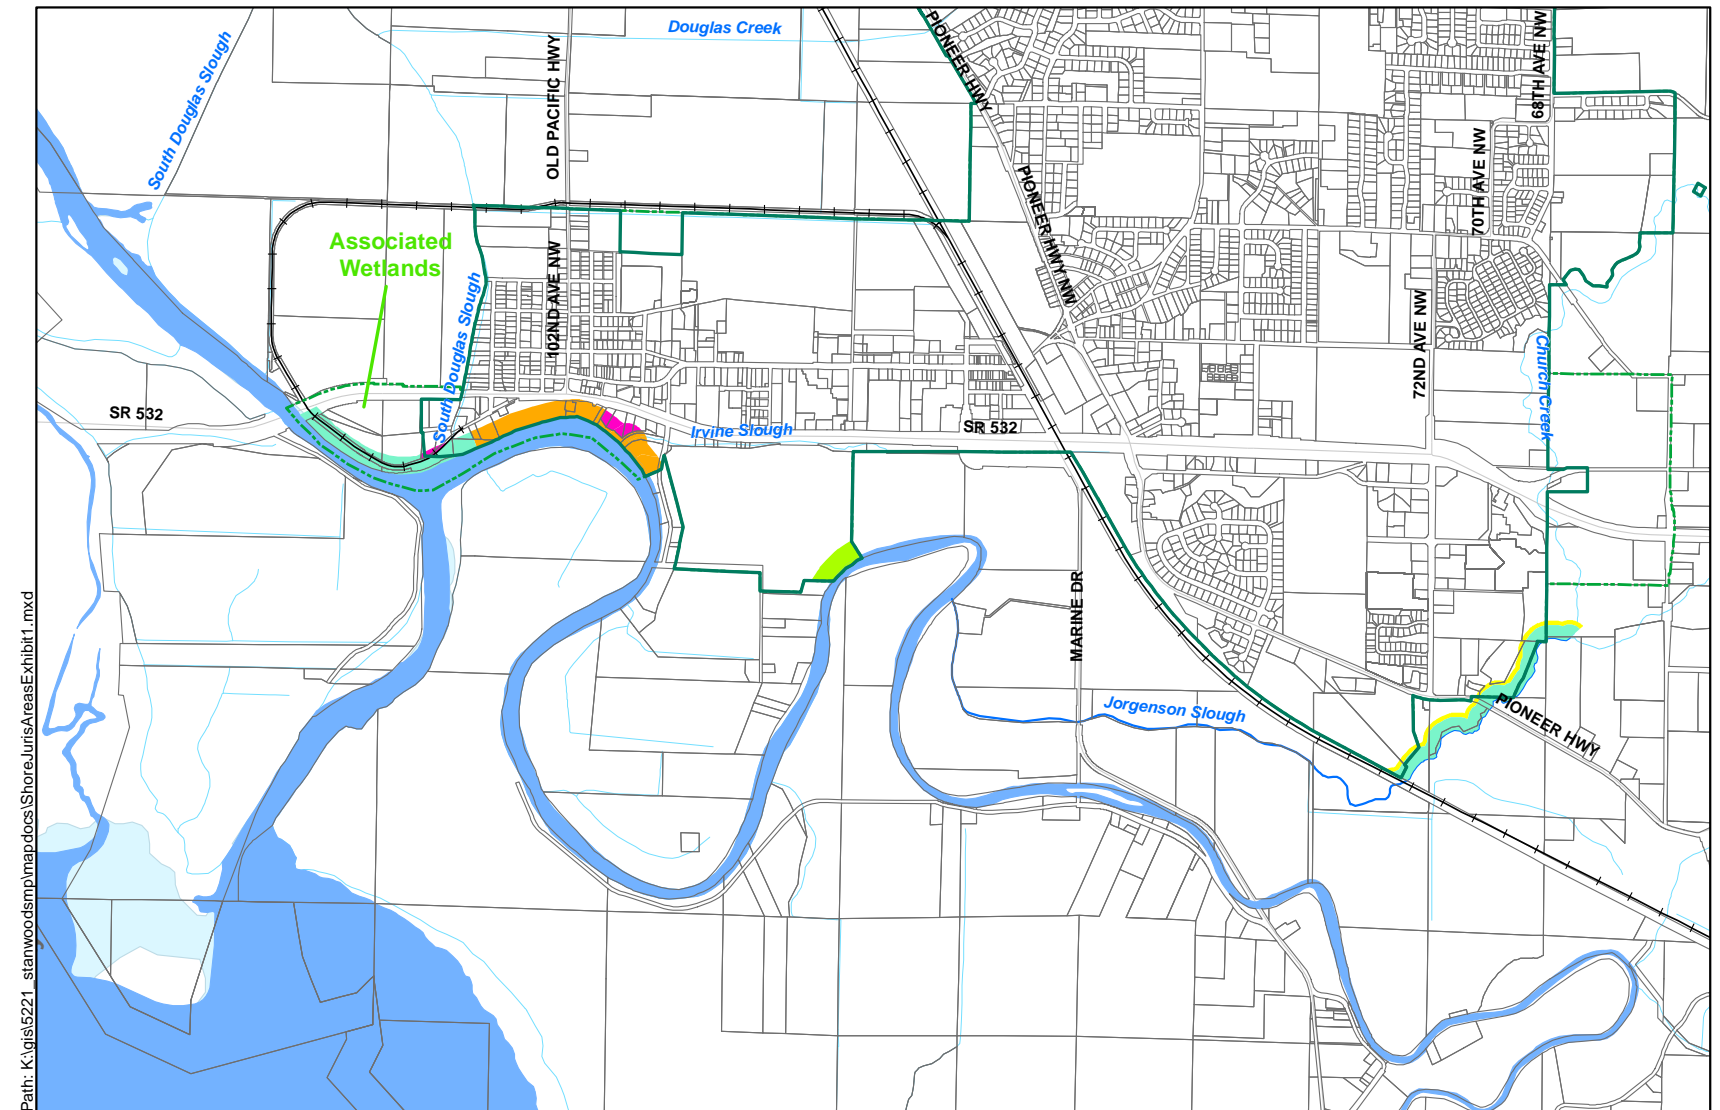 Douglas Creek
South Douglas Slough
OLD PACIFIC HWY
PIONEER HWY
68TH AVE NW
70TH AVE NW
PIONEER HWY NW
Associated
Wetlands
102ND AVE NW
South Douglas Slough
72ND AVE NW
Church Creek
SR 532
Irvine Slough
SR 532
MARINE DR
Jorgenson Slough
PIONEER HWY
Path: K:\gis\5221_stanwoodsmp\mapdocs\ShoreJurisAreasExhibit1.mxd